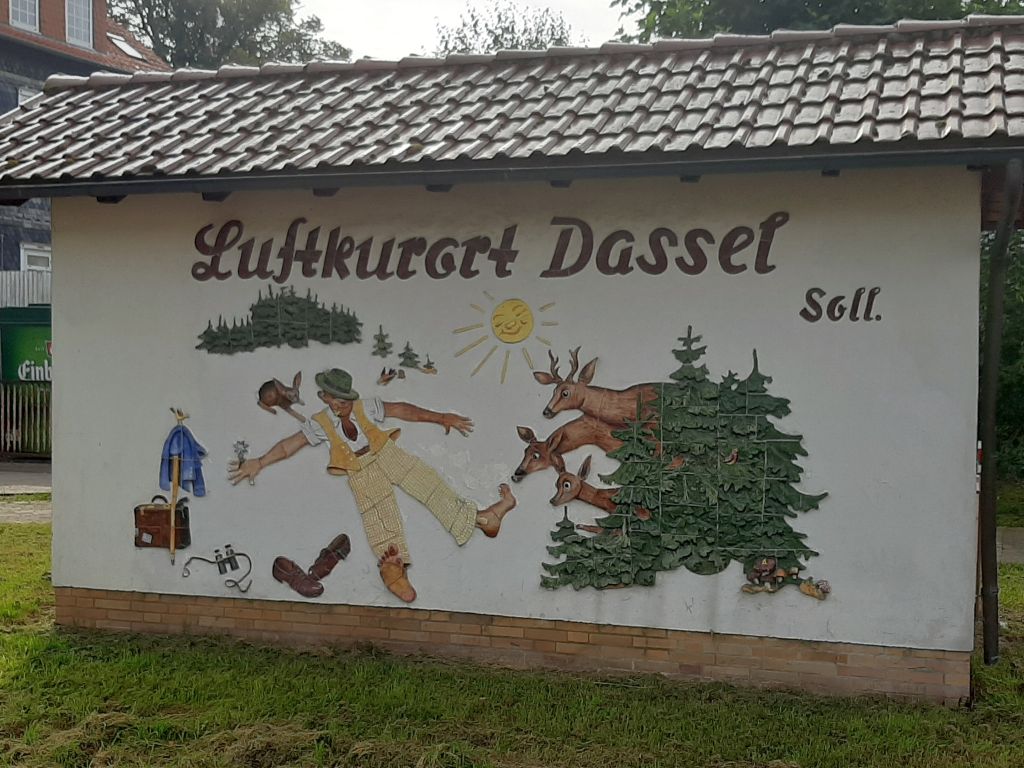 Luftkurort Dassel
Soll.
Einb